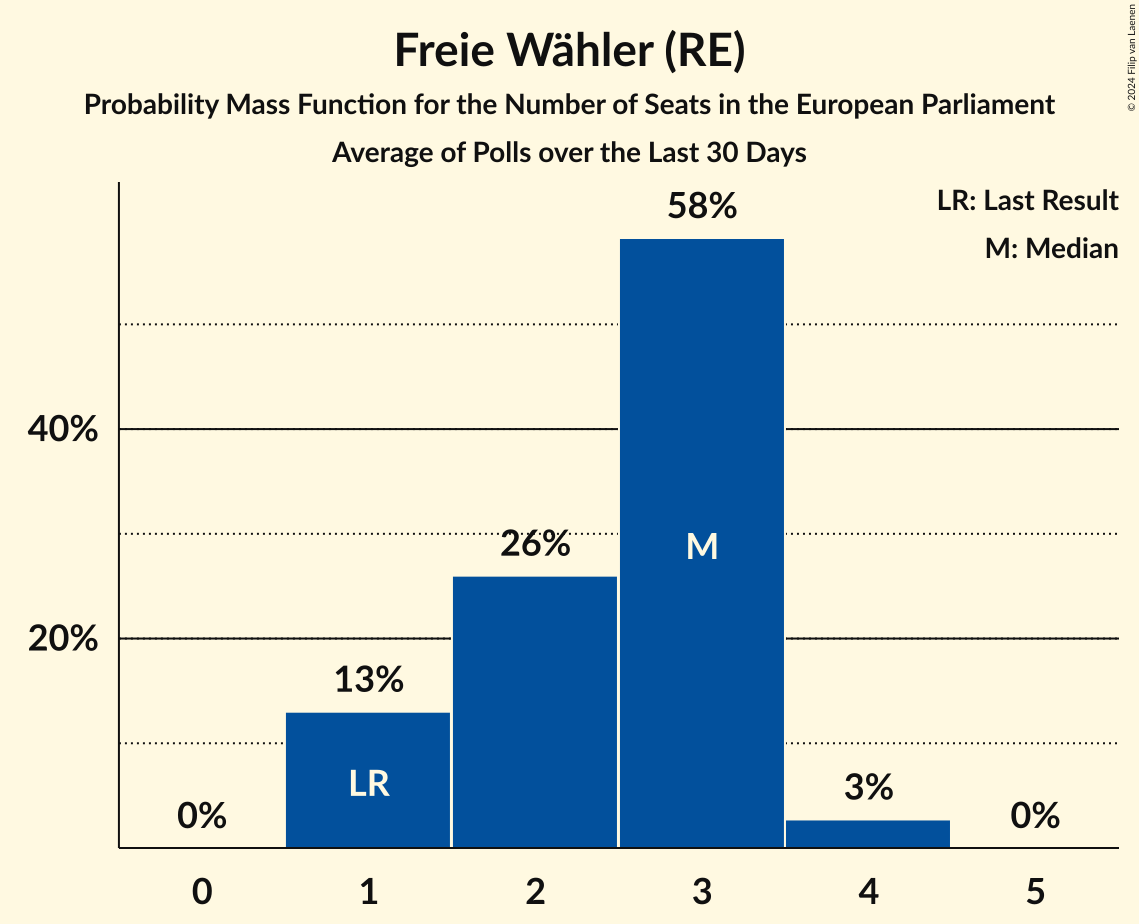 Freie Wähler (RE)
Probability Mass Function for the Number of Seats in the European Parliament
Average of Polls over the Last 30 Days
© 2024 Filip van Laenen
LR: Last Result
M: Median
58%
40%
26%
M
20%
13%
LR
3%
0%
0%
0 1 2 3 4 5